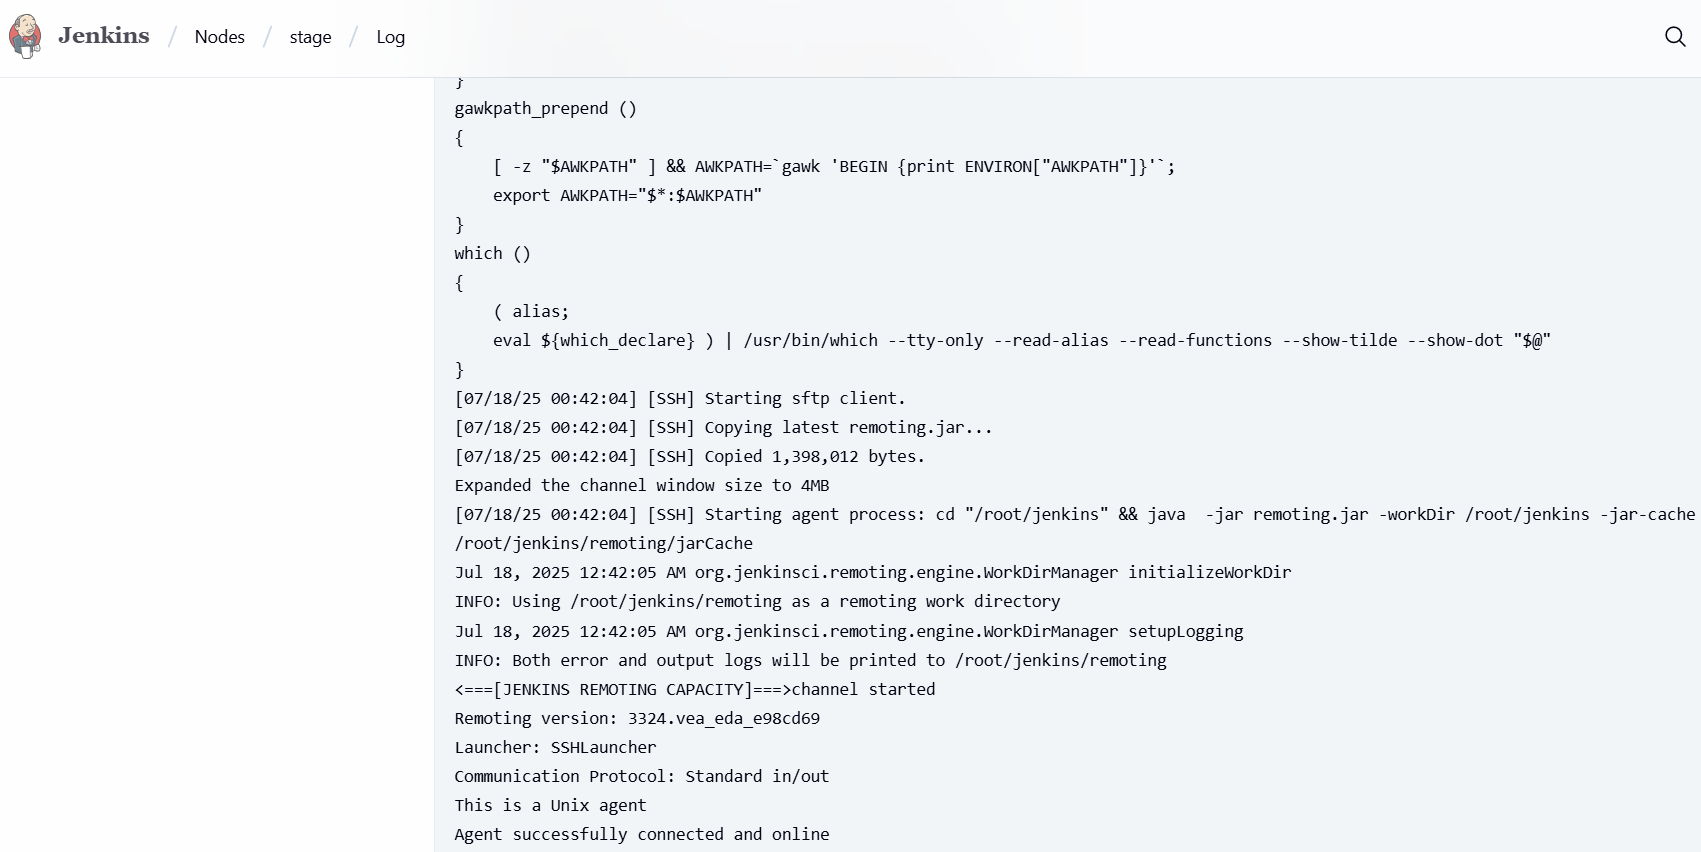 Jenkins / Nodes / stage / Log
}
gawkpath_prepend ()
{
    [ -z "$AWKPATH" ] && AWKPATH=`gawk 'BEGIN {print ENVIRON["AWKPATH"]}'`;
    export AWKPATH="$*:$AWKPATH"
}
which ()
{
    ( alias;
    eval ${which_declare} ) | /usr/bin/which --tty-only --read-alias --read-functions --show-tilde --show-dot "$@"
}
[07/18/25 00:42:04] [SSH] Starting sftp client.
[07/18/25 00:42:04] [SSH] Copying latest remoting.jar...
[07/18/25 00:42:04] [SSH] Copied 1,398,012 bytes.
Expanded the channel window size to 4MB
[07/18/25 00:42:04] [SSH] Starting agent process: cd "/root/jenkins" && java  -jar remoting.jar -workDir /root/jenkins -jar-cache
/root/jenkins/remoting/jarCache
Jul 18, 2025 12:42:05 AM org.jenkinsci.remoting.engine.WorkDirManager initializeWorkDir
INFO: Using /root/jenkins/remoting as a remoting work directory
Jul 18, 2025 12:42:05 AM org.jenkinsci.remoting.engine.WorkDirManager setupLogging
INFO: Both error and output logs will be printed to /root/jenkins/remoting
<===[JENKINS REMOTING CAPACITY]===>channel started
Remoting version: 3324.vea_eda_e98cd69
Launcher: SSHLauncher
Communication Protocol: Standard in/out
This is a Unix agent
Agent successfully connected and online